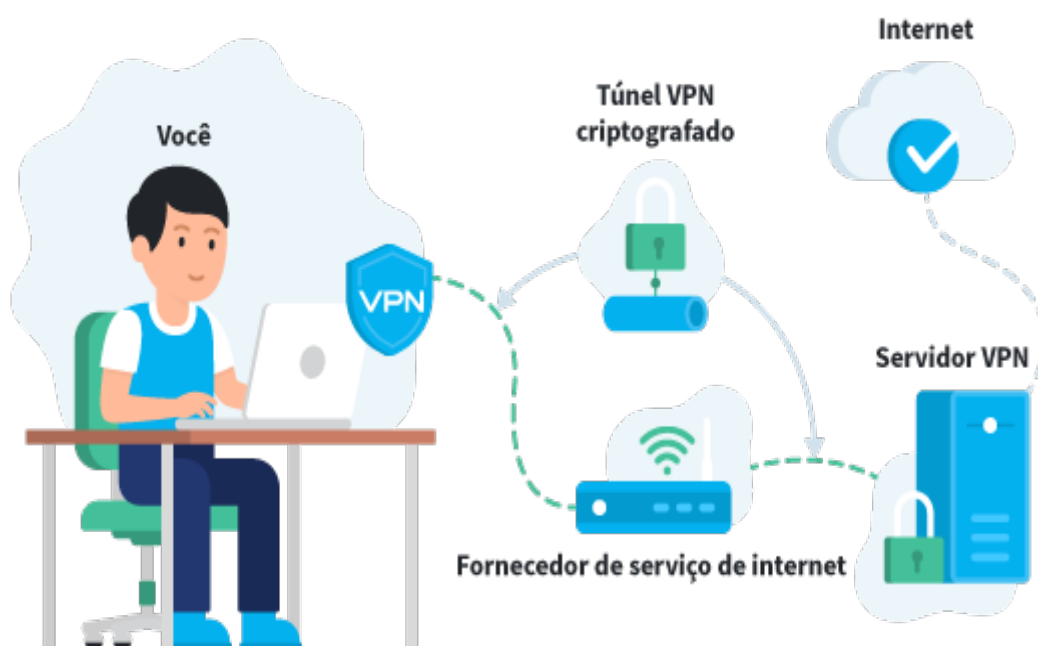 Internet
Túnel VPN
criptografado
Você
VPN
Servidor VPN
Fornecedor de serviço de internet